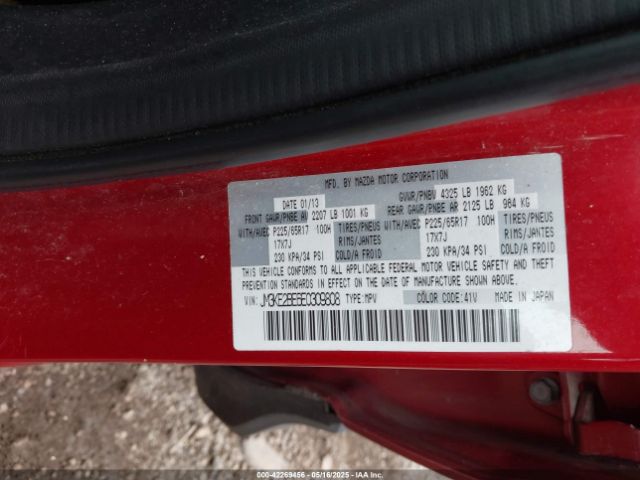 MFD. BY MAZDA MOTOR CORPORATION
DATE 01/13 GVWR/PNBV 4325 LB 1962 KG
FRONT GAWR/PNBE AV 2207 LB 1001 KG REAR GAWR/PNBE AR 2125 LB 964 KG
WITH/AVEC P225/65R17 100H TIRES/PNEUS WITH/AVEC P225/65R17 100H TIRES/PNEUS
17X7J RIMS/JANTES 17X7J RIMS/JANTES
230 KPA/34 PSI COLD/A FROID 230 KPA/34 PSI COLD/A FROID
THIS VEHICLE CONFORMS TO ALL APPLICABLE FEDERAL MOTOR VEHICLE SAFETY AND THEFT
PREVENTION STANDARDS IN EFFECT ON THE DATE OF MANUFACTURE SHOWN ABOVE.
VIN: JM3KE2BE6E0309808 TYPE:MPV COLOR CODE:41V MADE IN JAPAN
000-42269456 - 05/16/2025 - IAAI.COM